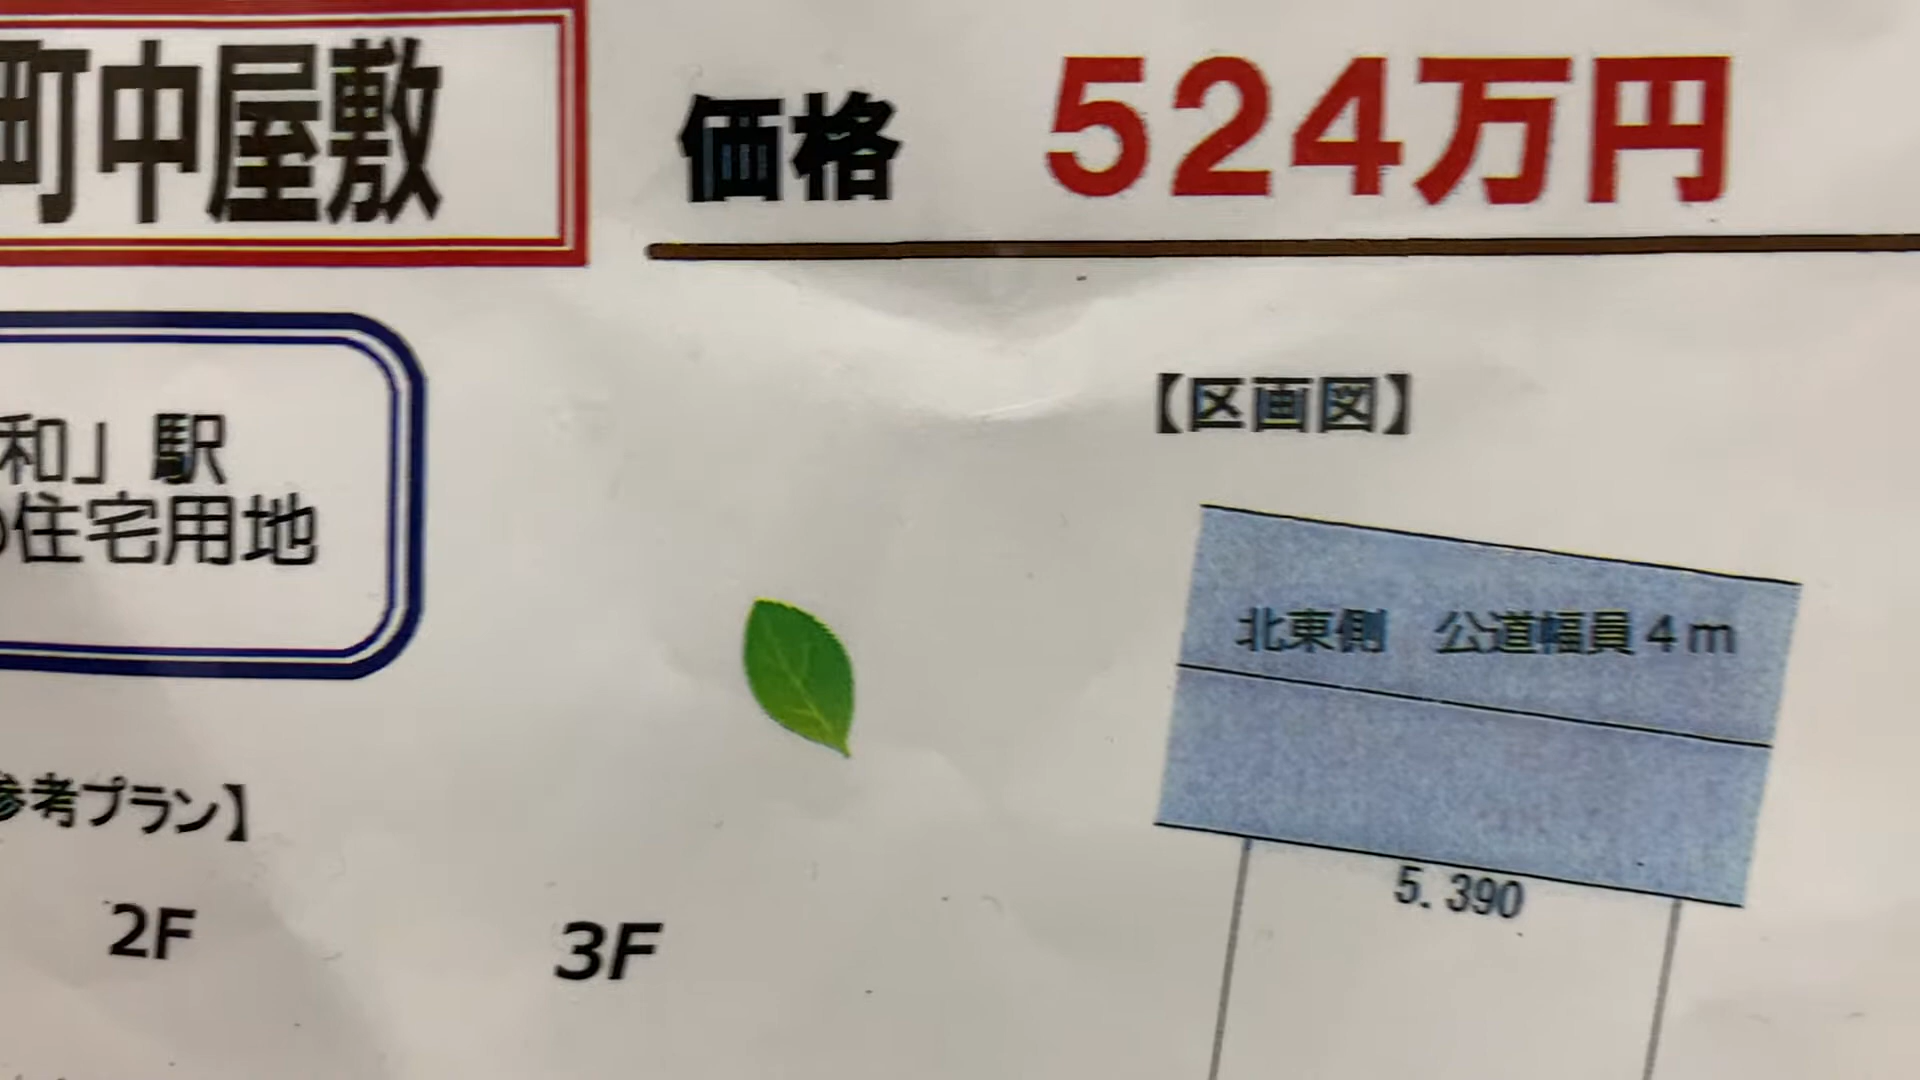 町中屋敷
価格 524万円
和」駅
の住宅用地
【区画図】
北東側 公道幅員4m
参考プラン】
5.390
2F
3F